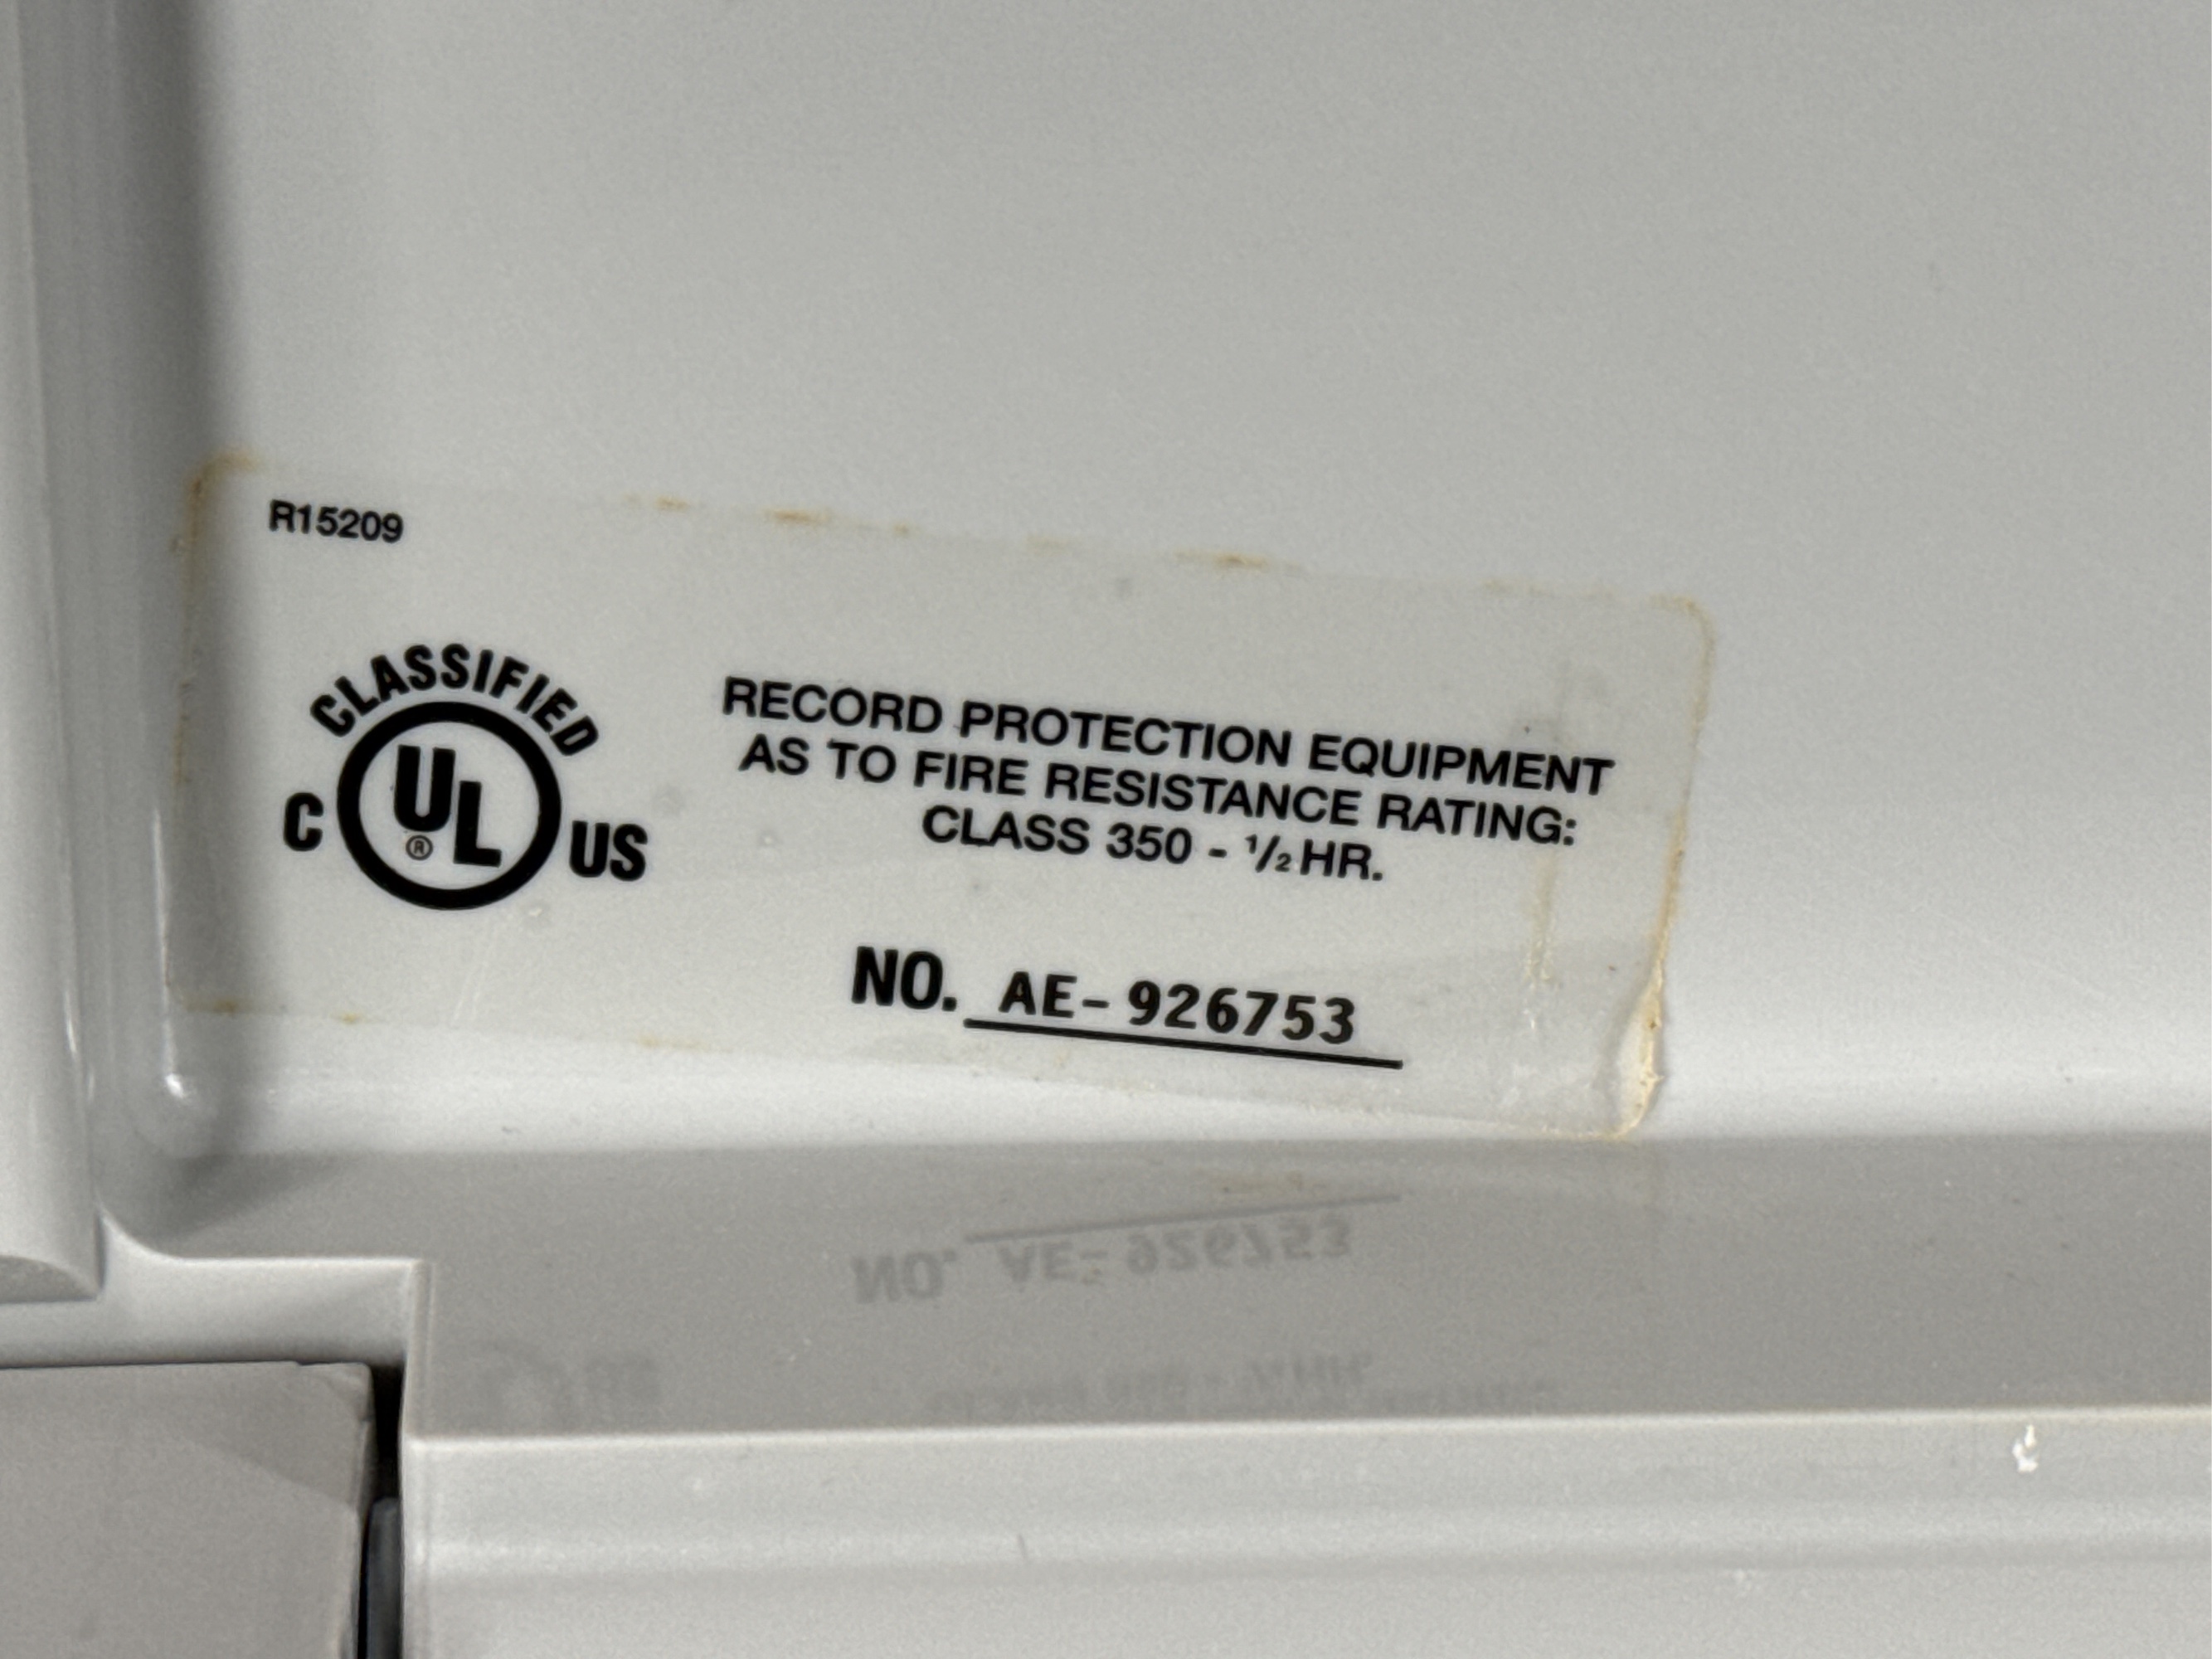 R15209
CLASSIFIED
C UL® US
RECORD PROTECTION EQUIPMENT
AS TO FIRE RESISTANCE RATING:
CLASS 350 - ½ HR.
NO. AE-926753